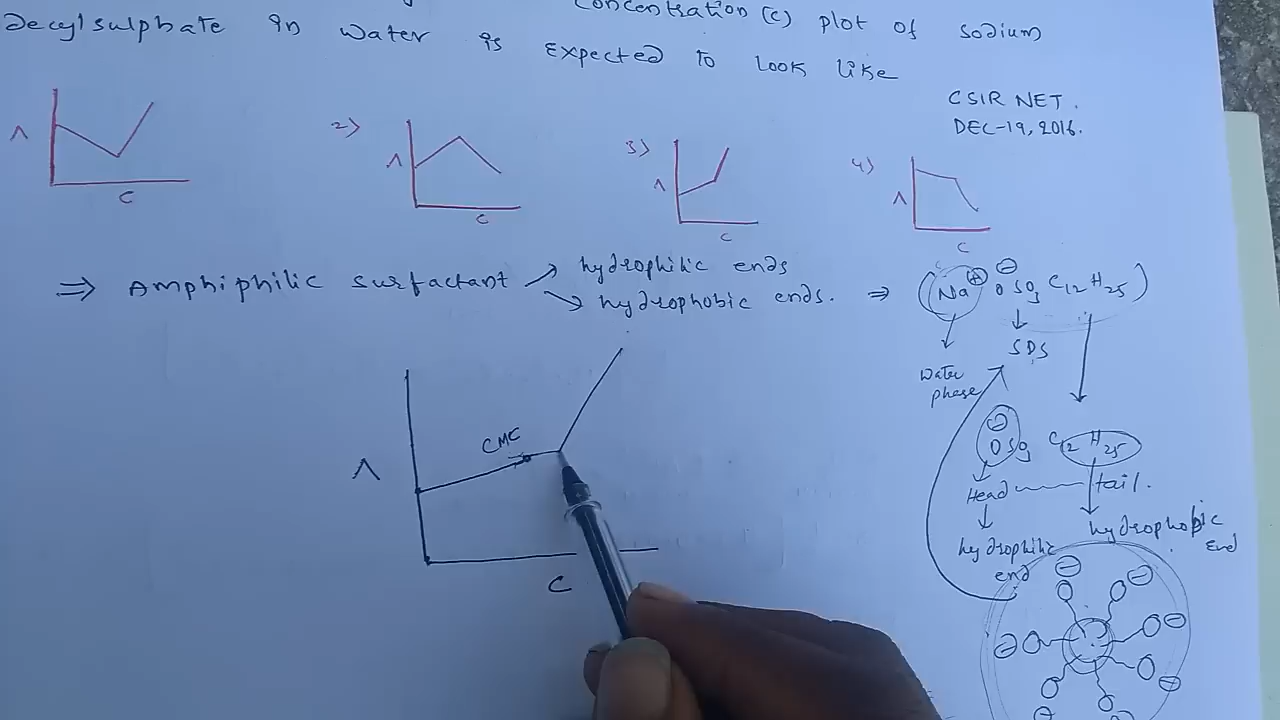 Concentration (c) plot of sodium
decylsulphate in water is expected to look like
CSIR NET.
DEC-19, 2016.
Λ
C
2)
Λ
C
3)
Λ
C
4)
Λ
C
⇒ Amphiphilic surfactant
hydrophilic ends
hydrophobic ends.
⇒ (Na⊕ ⊖OSO3 C12H25)
SDS
Water phase
⊖OSO3 C12H25
Head
tail.
hydrophilic end
hydrophobic end
CMC
Λ
C